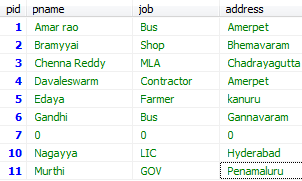 pid pname job address
1 Amar rao Bus Amerpet
2 Bramyyai Shop Bhemavaram
3 Chenna Reddy MLA Chadrayagutta
4 Davaleswarm Contractor Amerpet
5 Edaya Farmer kanuru
6 Gandhi Bus Gannavaram
7 0 0 0
10 Nagayya LIC Hyderabad
11 Murthi GOV Penamaluru